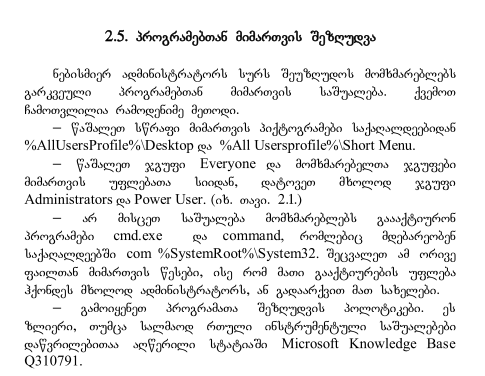 2.5. პროგრამებთან მიმართვის შეზღუდვა
ნებისმიერ ადმინისტრატორს სურს შეუზღუდოს მომხმარებლებს
გარკვეული პროგრამებთან მიმართვის საშუალება. ქვემოთ
ჩამოთვლილია რამოდენიმე მეთოდი.
– წაშალეთ სწრაფი მიმართვის პიქტოგრამები საქაღალდეებიდან
%AllUsersProfile%\Desktop და %All Usersprofile%\Short Menu.
– წაშალეთ ჯგუფი Everyone და მომხმარებელთა ჯგუფები
მიმართვის უფლებათა სიიდან, დატოვეთ მხოლოდ ჯგუფი
Administrators და Power User. (იხ. თავი. 2.1.)
– არ მისცეთ საშუალება მომხმარებლებს გაააქტიურონ
პროგრამები cmd.exe და command, რომლებიც მდებარეობენ
საქაღალდეებში com %SystemRoot%\System32. შეცვალეთ ამ ორივე
ფაილთან მიმართვის წესები, ისე რომ მათი გააქტიურების უფლება
ჰქონდეს მხოლოდ ადმინისტრატორს, ან გადაარქვით მათ სახელები.
– გამოიყენეთ პროგრამათა შეზღუდვის პოლოტიკები. ეს
ზლიერი, თუმცა სალმაოდ რთული ინსტრუმენტული საშუალებები
დაწვრილებითაა აღწერილი სტატიაში Microsoft Knowledge Base
Q310791.